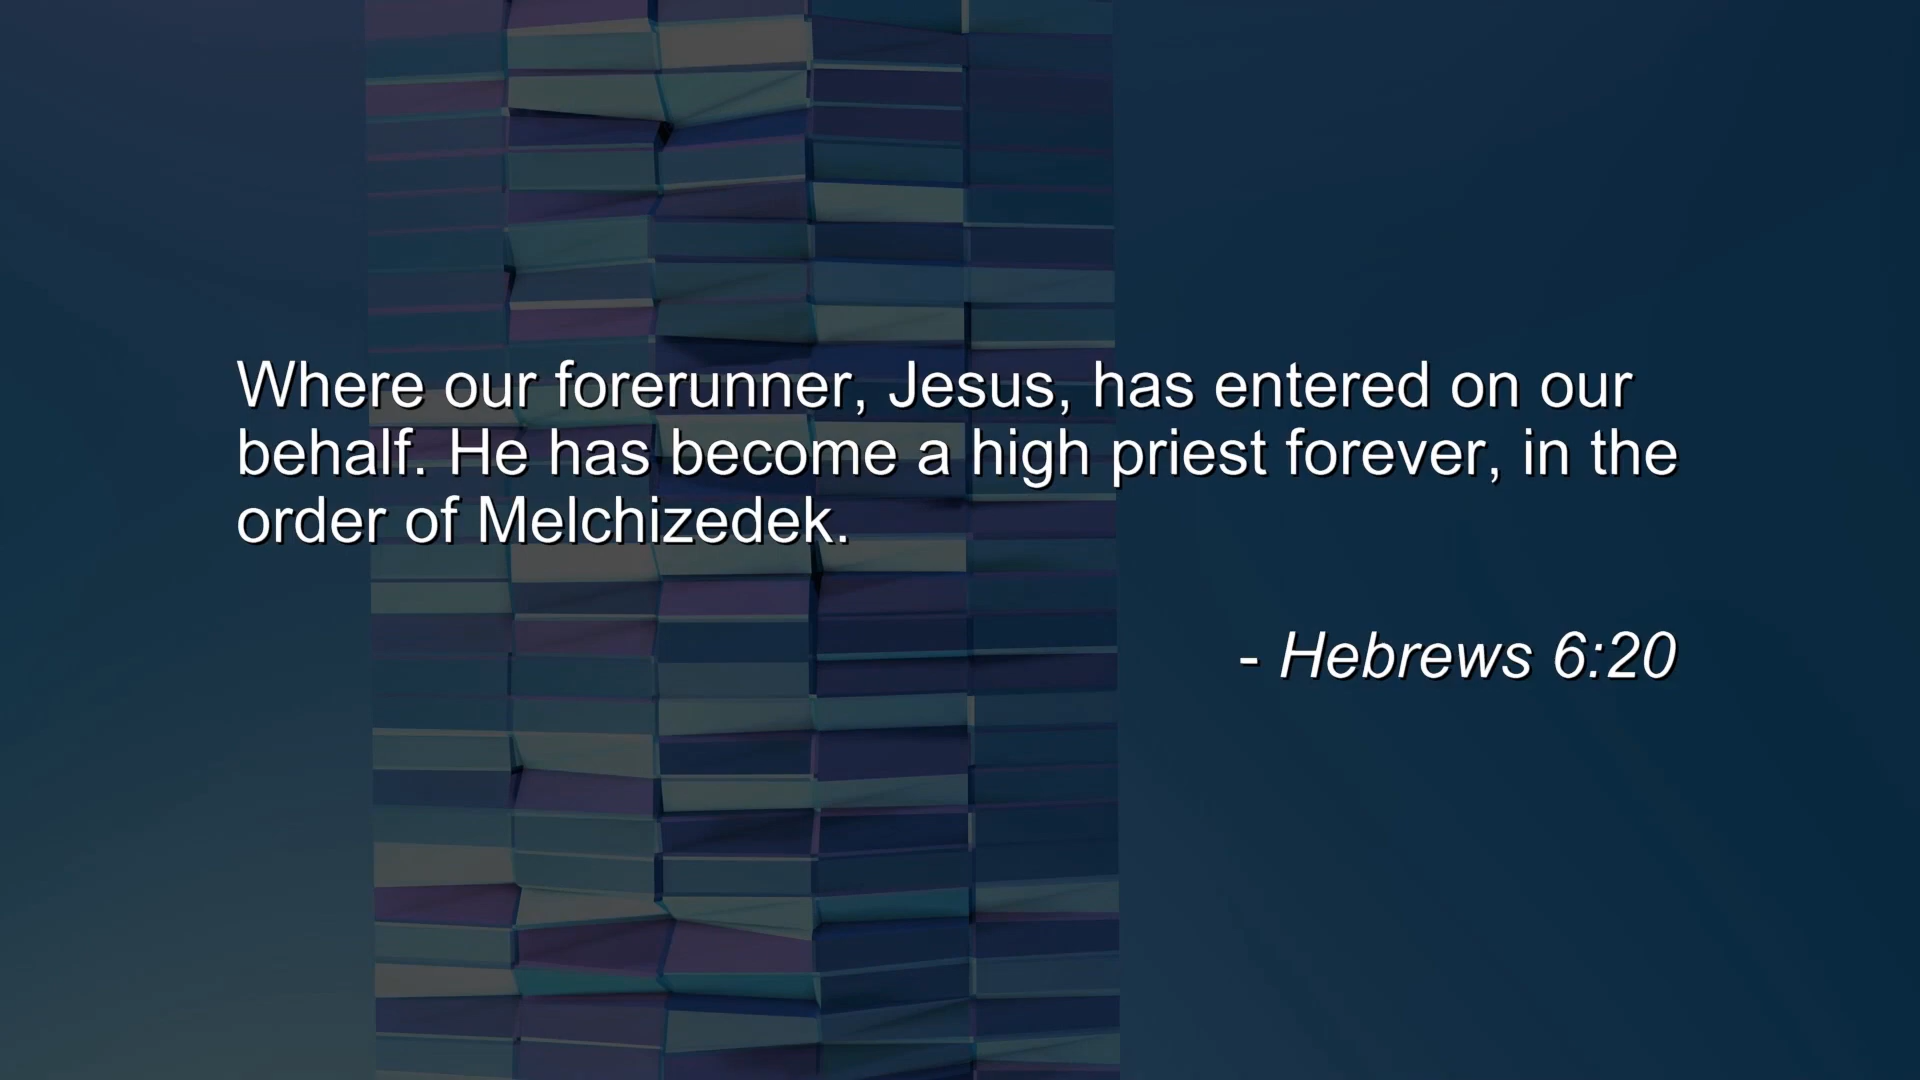 Where our forerunner, Jesus, has entered on our
behalf. He has become a high priest forever, in the
order of Melchizedek.
- Hebrews 6:20